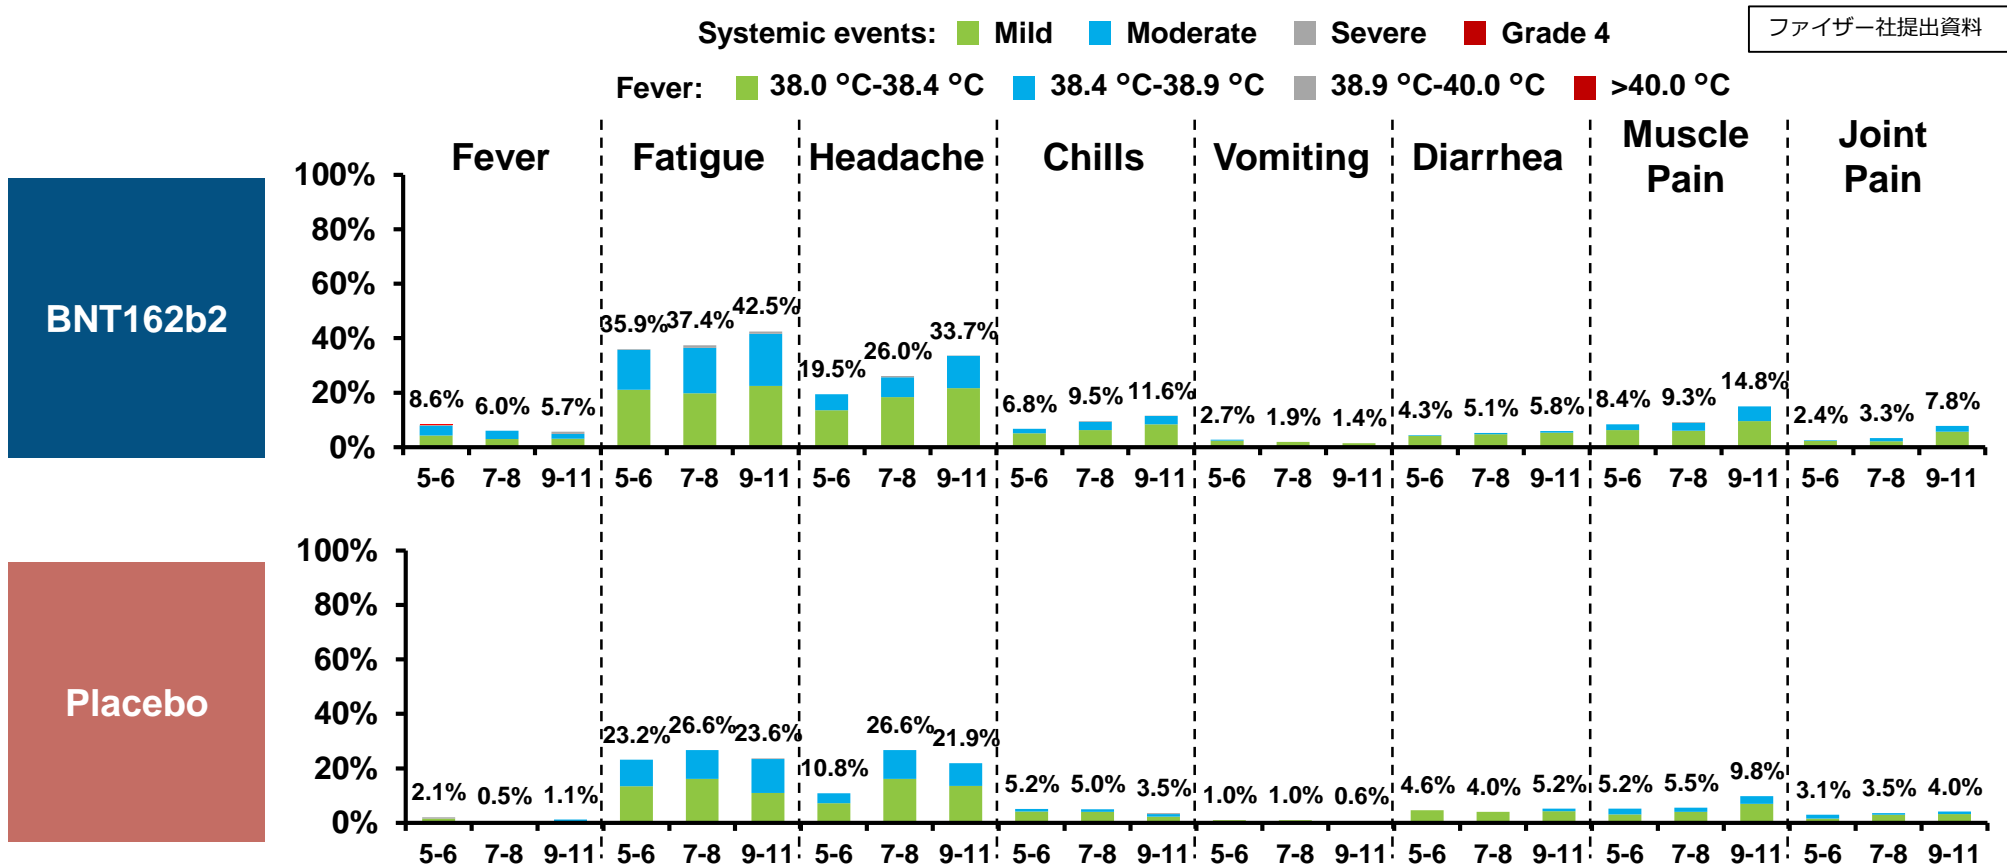 Systemic events: Mild Moderate Severe Grade 4
ファイザー社提出資料
Fever: 38.0 °C-38.4 °C 38.4 °C-38.9 °C 38.9 °C-40.0 °C >40.0 °C
Fever Fatigue Headache Chills Vomiting Diarrhea Muscle Pain Joint Pain
BNT162b2
100%
80%
60%
40%
20%
0%
8.6% 6.0% 5.7% 35.9% 37.4% 42.5% 19.5% 26.0% 33.7% 6.8% 9.5% 11.6% 2.7% 1.9% 1.4% 4.3% 5.1% 5.8% 8.4% 9.3% 14.8% 2.4% 3.3% 7.8%
5-6 7-8 9-11 5-6 7-8 9-11 5-6 7-8 9-11 5-6 7-8 9-11 5-6 7-8 9-11 5-6 7-8 9-11 5-6 7-8 9-11 5-6 7-8 9-11
Placebo
100%
80%
60%
40%
20%
0%
2.1% 0.5% 1.1% 23.2% 26.6% 23.6% 10.8% 26.6% 21.9% 5.2% 5.0% 3.5% 1.0% 1.0% 0.6% 4.6% 4.0% 5.2% 5.2% 5.5% 9.8% 3.1% 3.5% 4.0%
5-6 7-8 9-11 5-6 7-8 9-11 5-6 7-8 9-11 5-6 7-8 9-11 5-6 7-8 9-11 5-6 7-8 9-11 5-6 7-8 9-11 5-6 7-8 9-11